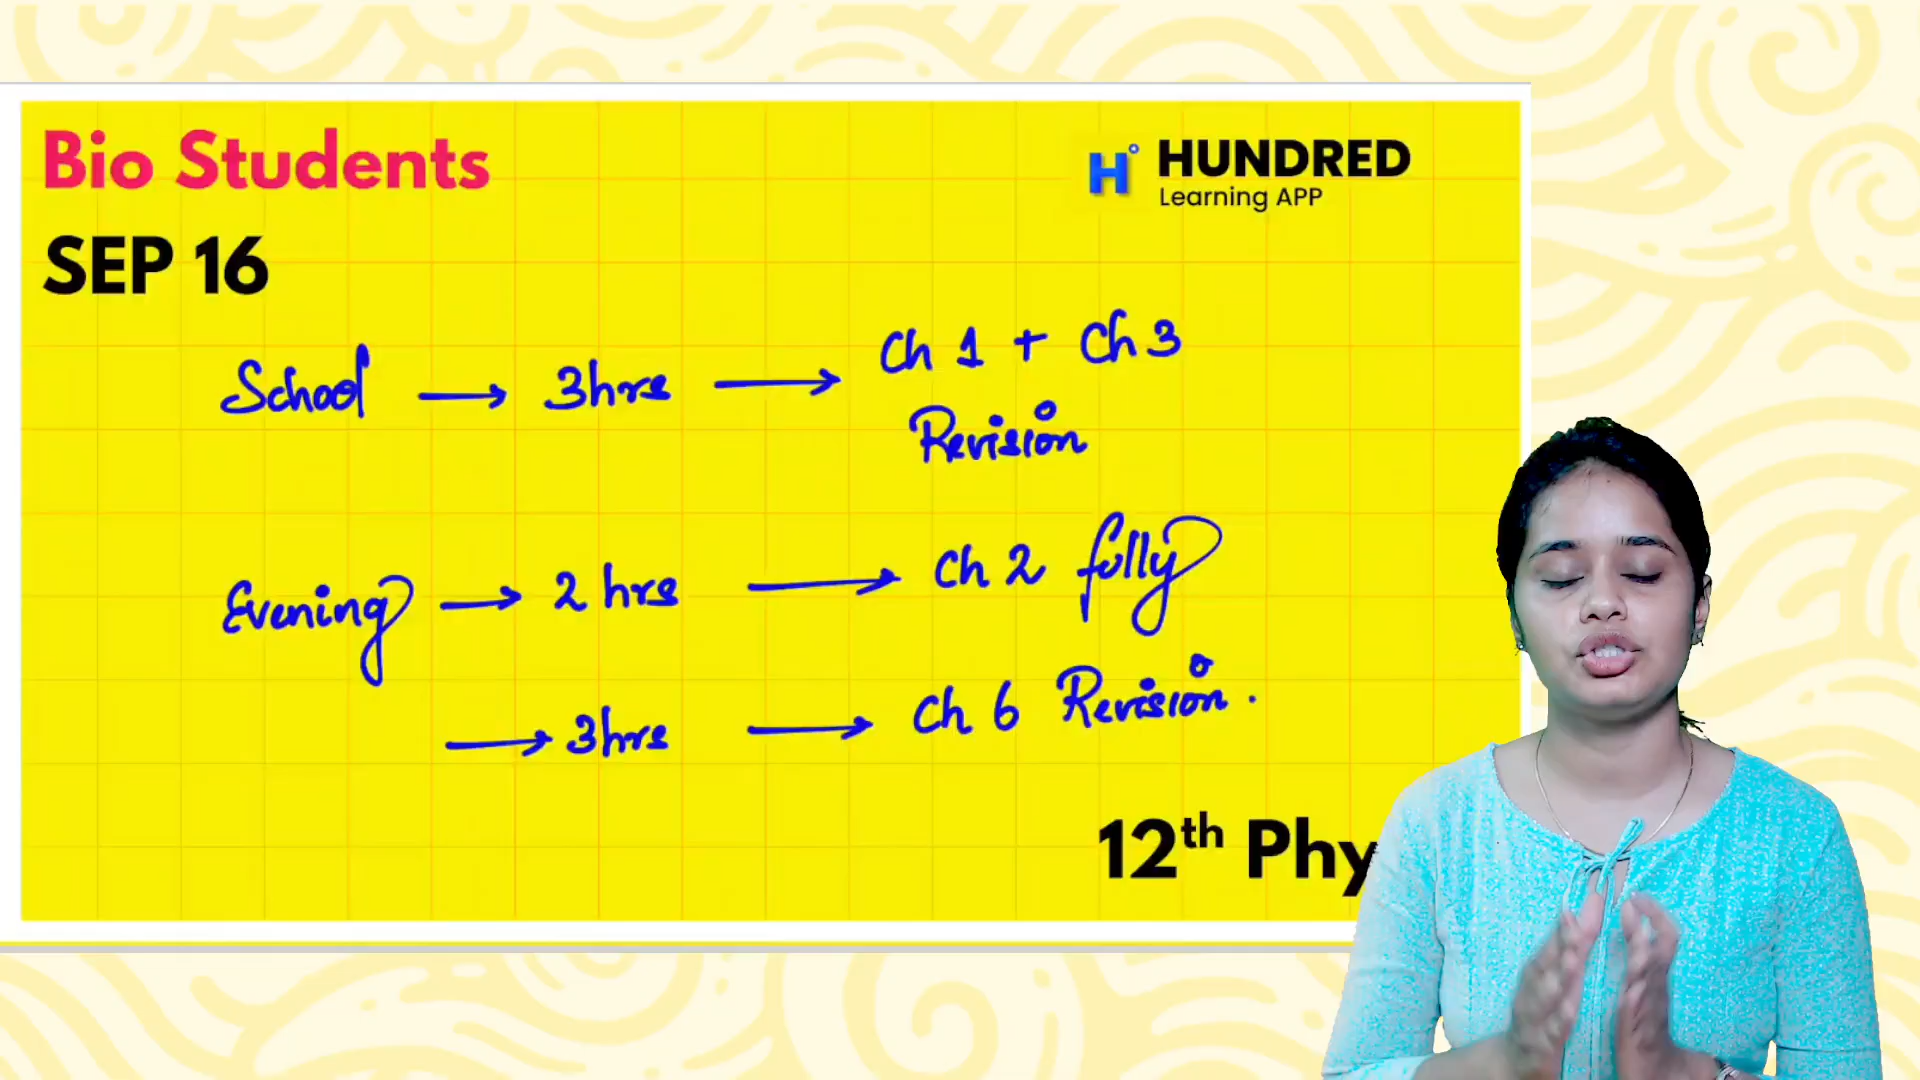 Bio Students
H HUNDRED
Learning APP
SEP 16
School → 3hrs → Ch 1 + Ch 3
Revision
Evening → 2 hrs → Ch 2 fully
→ 3hrs → Ch 6 Revision.
12th Phy